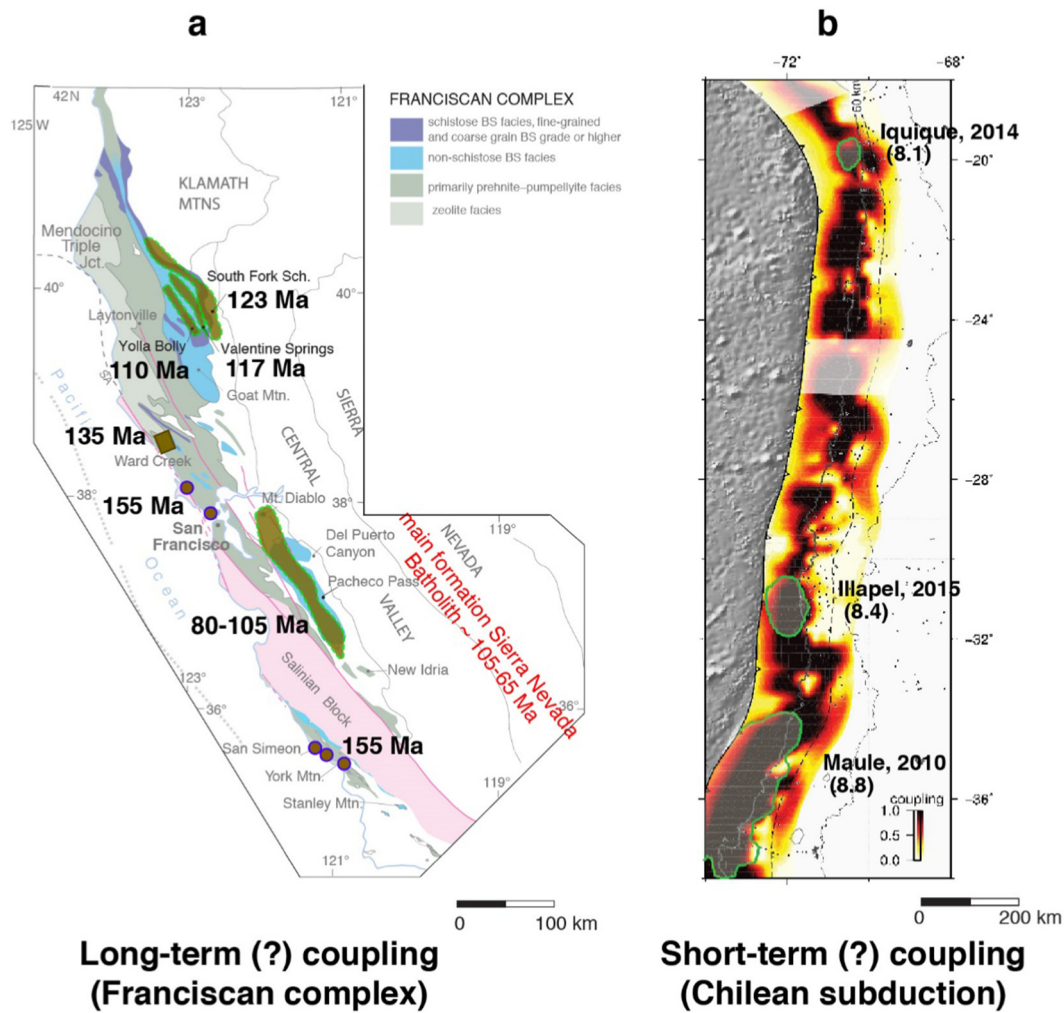 a
42N
125 W
123°
121°
FRANCISCAN COMPLEX
schistose BS facies, fine-grained
and coarse grain BS grade or higher
non-schistose BS facies
primarily prehnite–pumpellyite facies
zeolite facies
KLAMATH
MTNS
Mendocino
Triple
Jct.
40°
40°
South Fork Sch.
123 Ma
Laytonville
Yolla Bolly
110 Ma
Valentine Springs
117 Ma
Goat Mtn.
SA
Pacific
Ocean
135 Ma
Ward Creek
SIERRA
NEVADA
CENTRAL
VALLEY
38°
38°
155 Ma
San
Francisco
Mt. Diablo
Del Puerto
Canyon
Pacheco Pass
119°
main formation Sierra Nevada
Batholith ~ 105-65 Ma
80-105 Ma
New Idria
Salinian Block
123°
36°
36°
San Simeon
155 Ma
York Mtn.
Stanley Mtn.
119°
121°
0
100 km
Long-term (?) coupling
(Franciscan complex)
b
−72°
−68°
60 km
Iquique, 2014
(8.1)
−20°
−24°
−28°
Illapel, 2015
(8.4)
−32°
Maule, 2010
(8.8)
−36°
coupling
1.0
0.5
0.0
0
200 km
Short-term (?) coupling
(Chilean subduction)